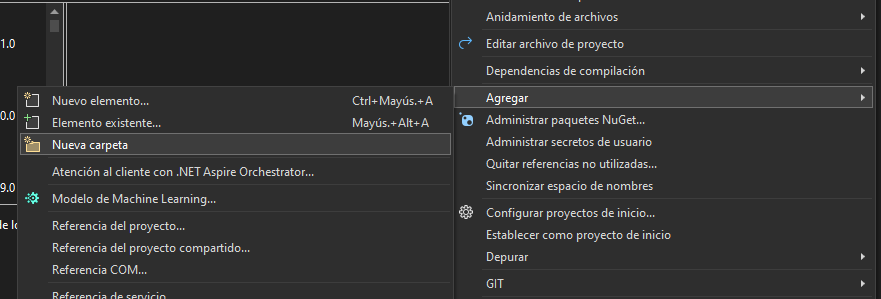 1.0
0.0
9.0
Nuevo elemento... Ctrl+Mayús.+A
Elemento existente... Mayús.+Alt+A
Nueva carpeta
Atención al cliente con .NET Aspire Orchestrator...
Modelo de Machine Learning...
Referencia del proyecto...
Referencia del proyecto compartido...
Referencia COM...
Referencia de servicio
Anidamiento de archivos
Editar archivo de proyecto
Dependencias de compilación
Agregar
Administrar paquetes NuGet...
Administrar secretos de usuario
Quitar referencias no utilizadas...
Sincronizar espacio de nombres
Configurar proyectos de inicio...
Establecer como proyecto de inicio
Depurar
GIT